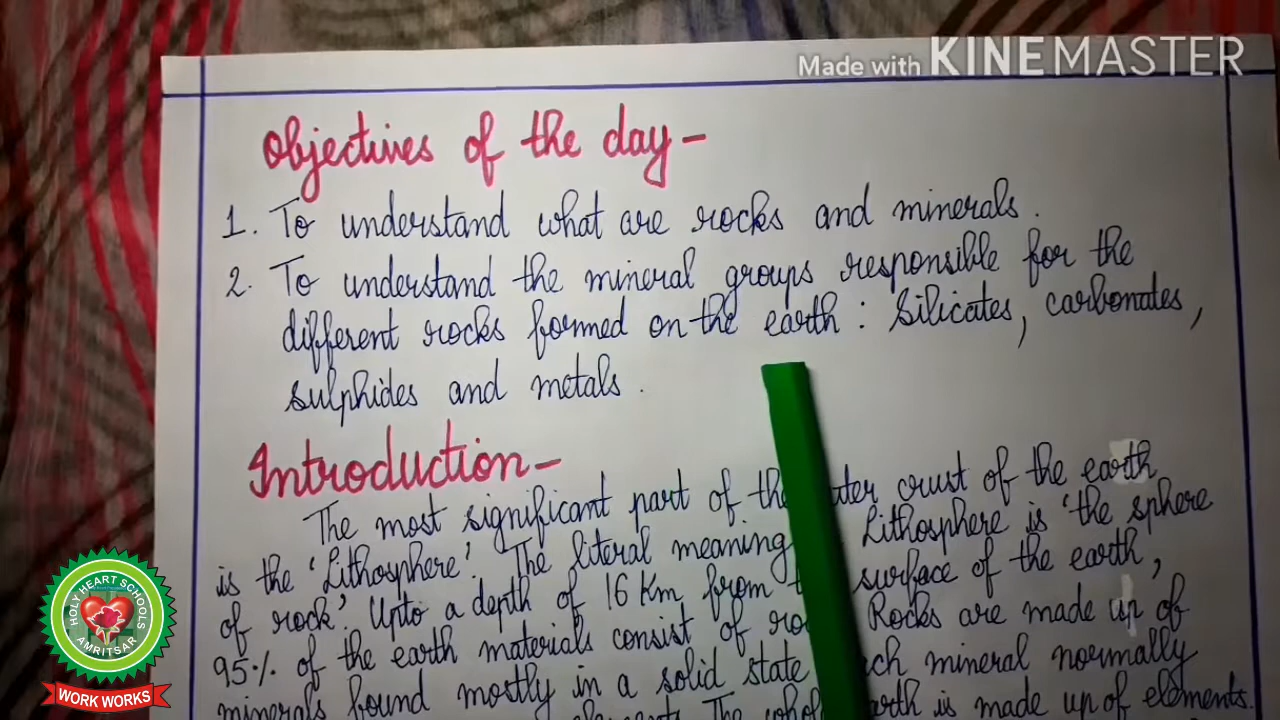 Made with KINEMASTER
Objectives of the day -
1. To understand what are rocks and minerals.
2. To understand the mineral groups responsible for the
different rocks formed on the earth : Silicates, carbonates,
sulphides and metals.
Introduction -
The most significant part of the crust of the earth
is the 'Lithosphere'. The literal meaning Lithosphere' is 'the sphere
of rock'. Upto a depth of 16 Km from surface of the earth,
95% of the earth materials consist of Rocks are made up of
minerals found mostly in a solid state mineral normally
elements. The is made up of elements.
HOLY HEART SCHOOLS
AMRITSAR
WORK WORKS